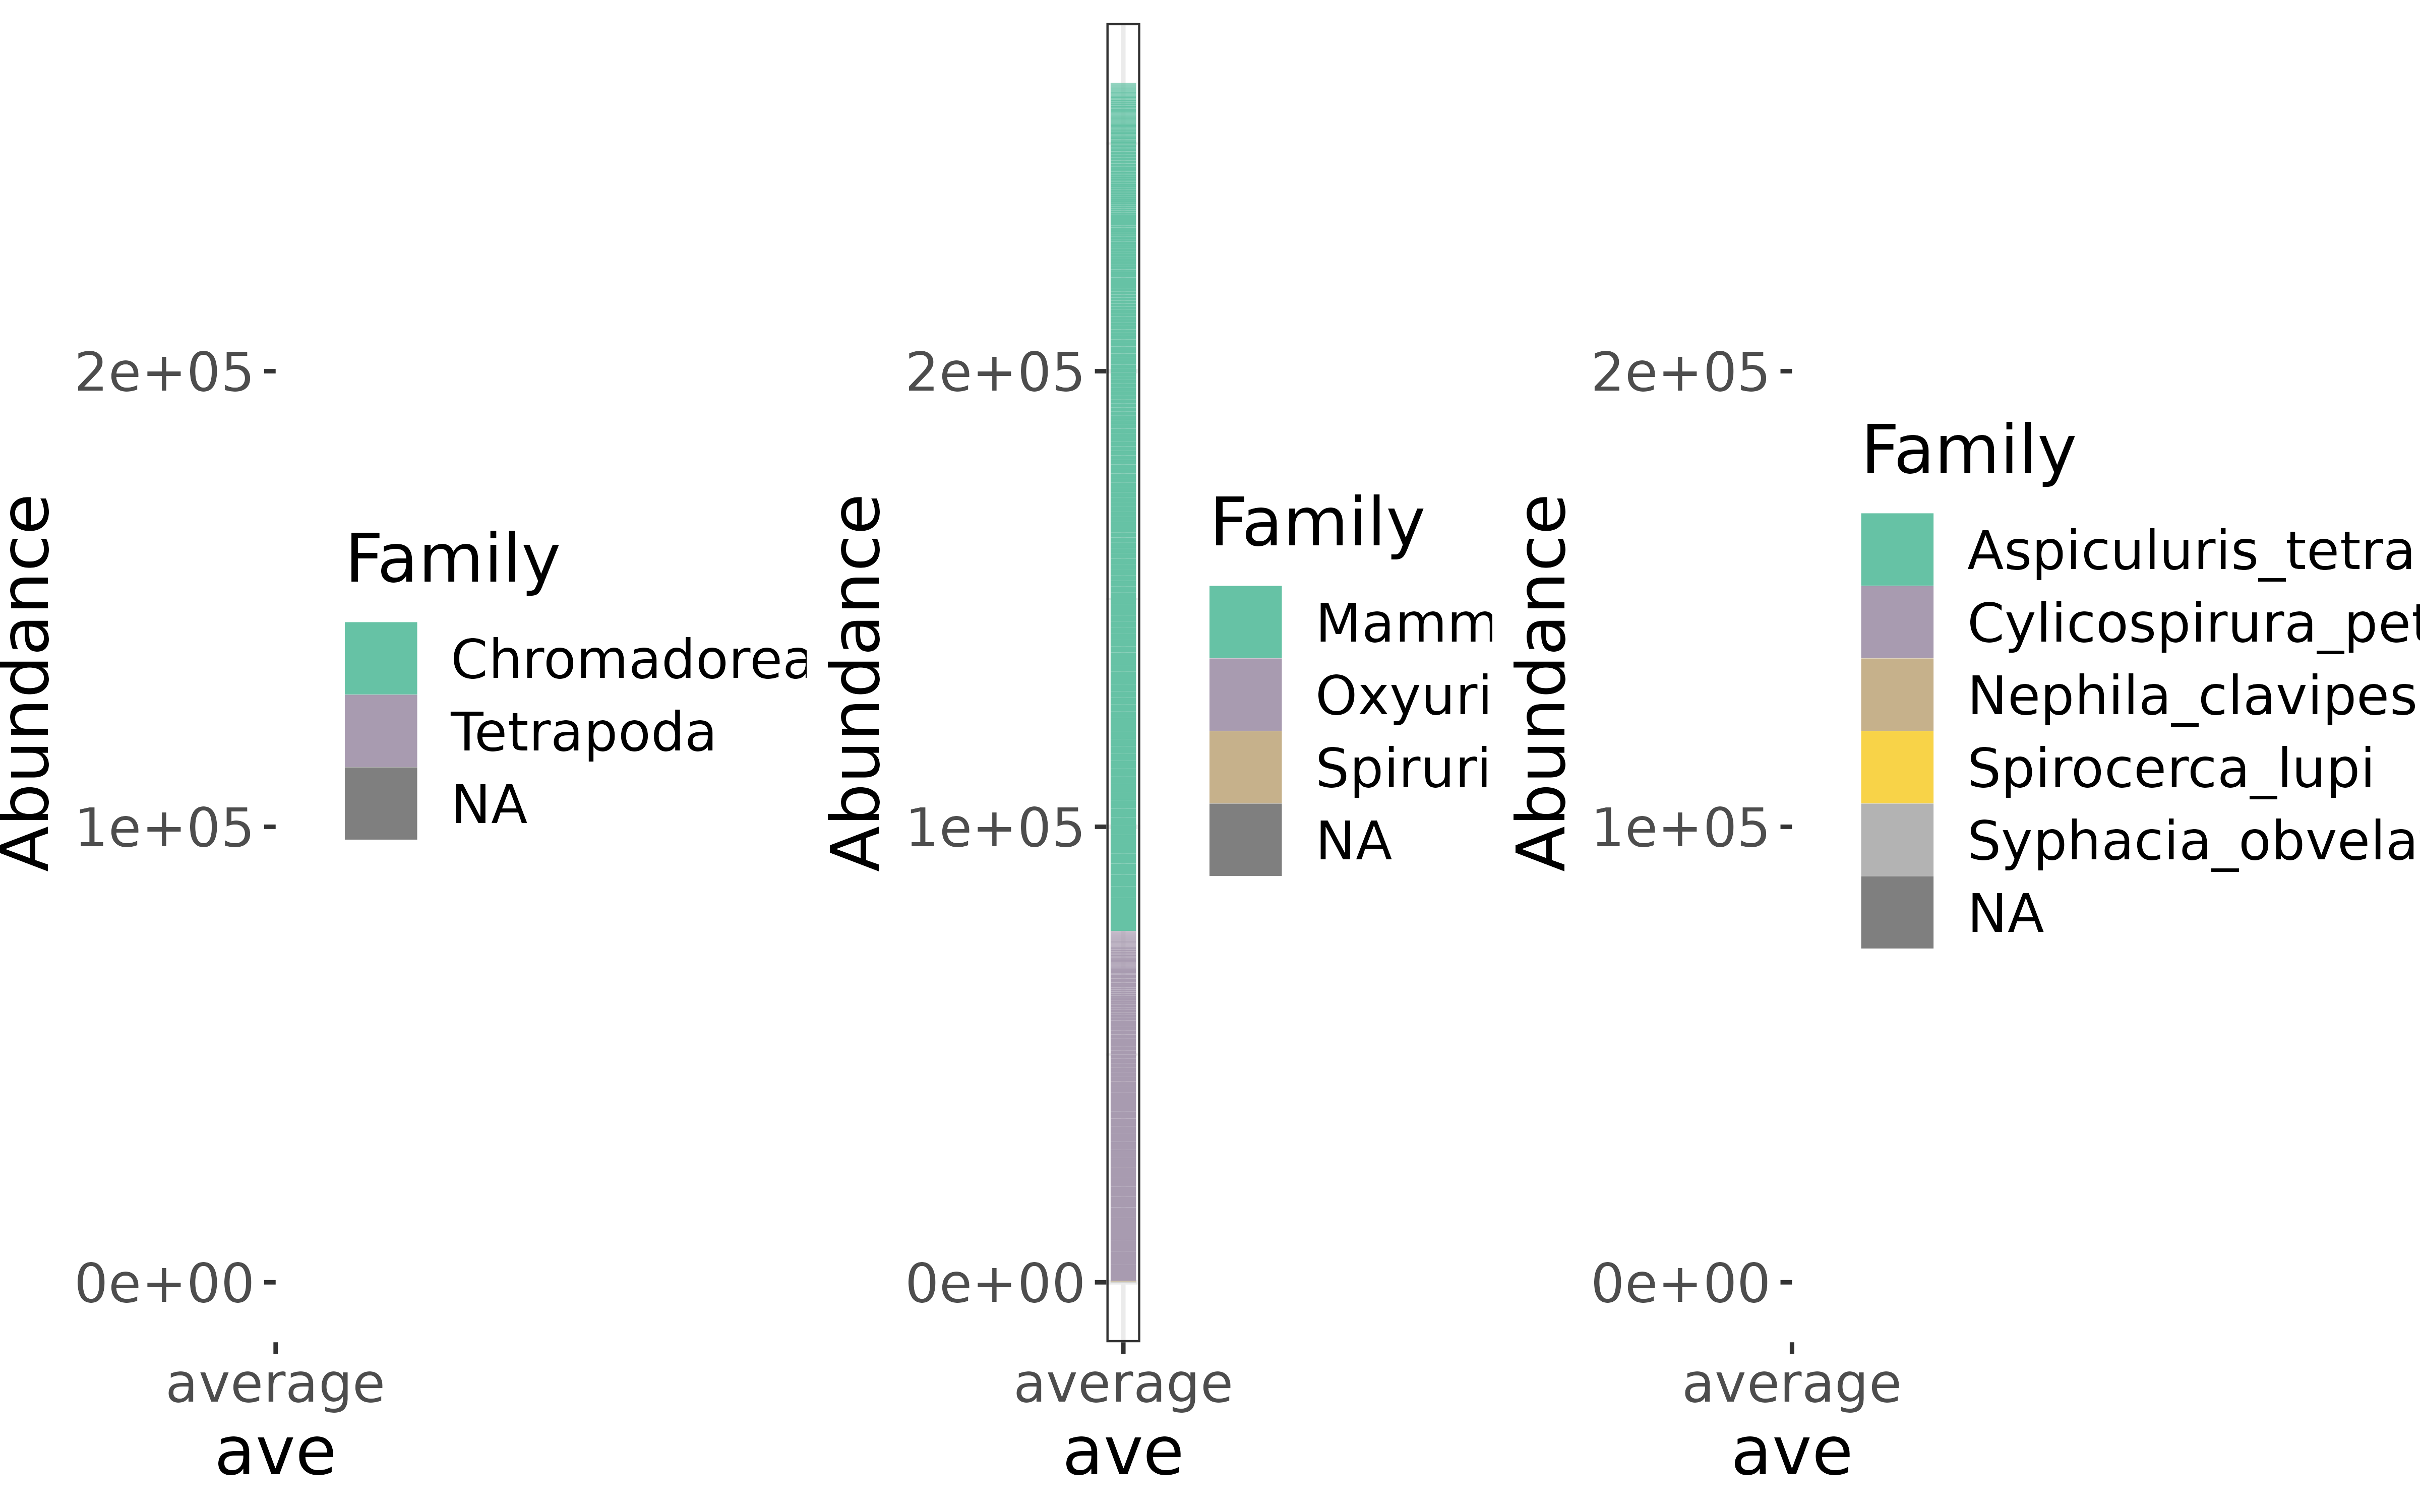 Abundance
2e+05
1e+05
0e+00
average
ave
Family
Chromadorea
Tetrapoda
NA
Abundance
2e+05
1e+05
0e+00
average
ave
Family
Mamm
Oxyuri
Spiruri
NA
Abundance
2e+05
1e+05
0e+00
average
ave
Family
Aspiculuris_tetra
Cylicospirura_pet
Nephila_clavipes
Spirocerca_lupi
Syphacia_obvela
NA